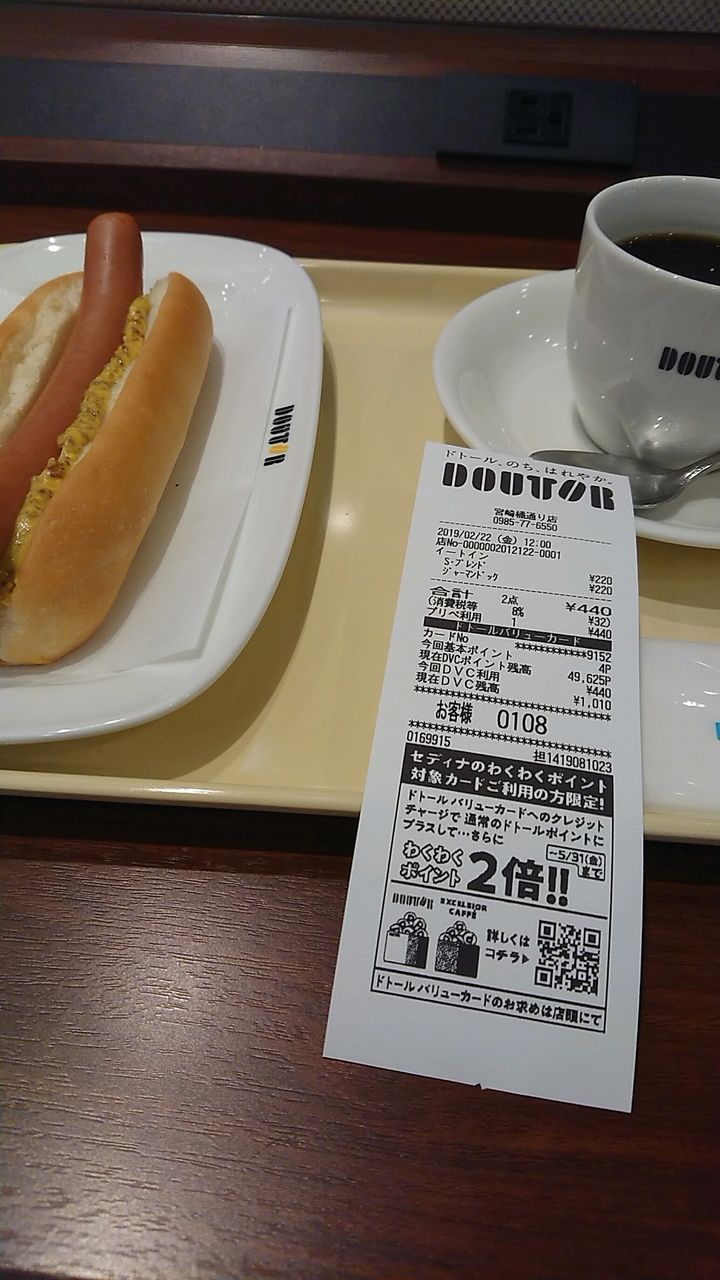 DOUTOR
DOUT
ドトール、のち、はれやか。
DOUTOR
宮崎橘通り店
0985-77-6550
2019/02/22 (金) 12:00
店No-0000002012122-0001
イートイン
S・ブレンド ¥220
ジャーマンドック ¥220
合計 2点 ¥440
(消費税等 8% ¥32)
プリペ利用 1 ¥440
ドトールバリューカード
カードNo ************9152
今回基本ポイント 4P
現在DVCポイント残高 49.625P
今回DVC利用 ¥440
現在DVC残高 ¥1,010
お客様 0108
0169915 担1419081023
セディナのわくわくポイント
対象カードご利用の方限定!
ドトール バリューカードへのクレジット
チャージで 通常のドトールポイントに
プラスして…さらに
わくわく
ポイント 2倍!!
~5/31(金)
まで
DOUTOR EXCELSIOR
CAFFÉ
詳しくは
コチラ▶
ドトール バリューカードのお求めは店頭にて